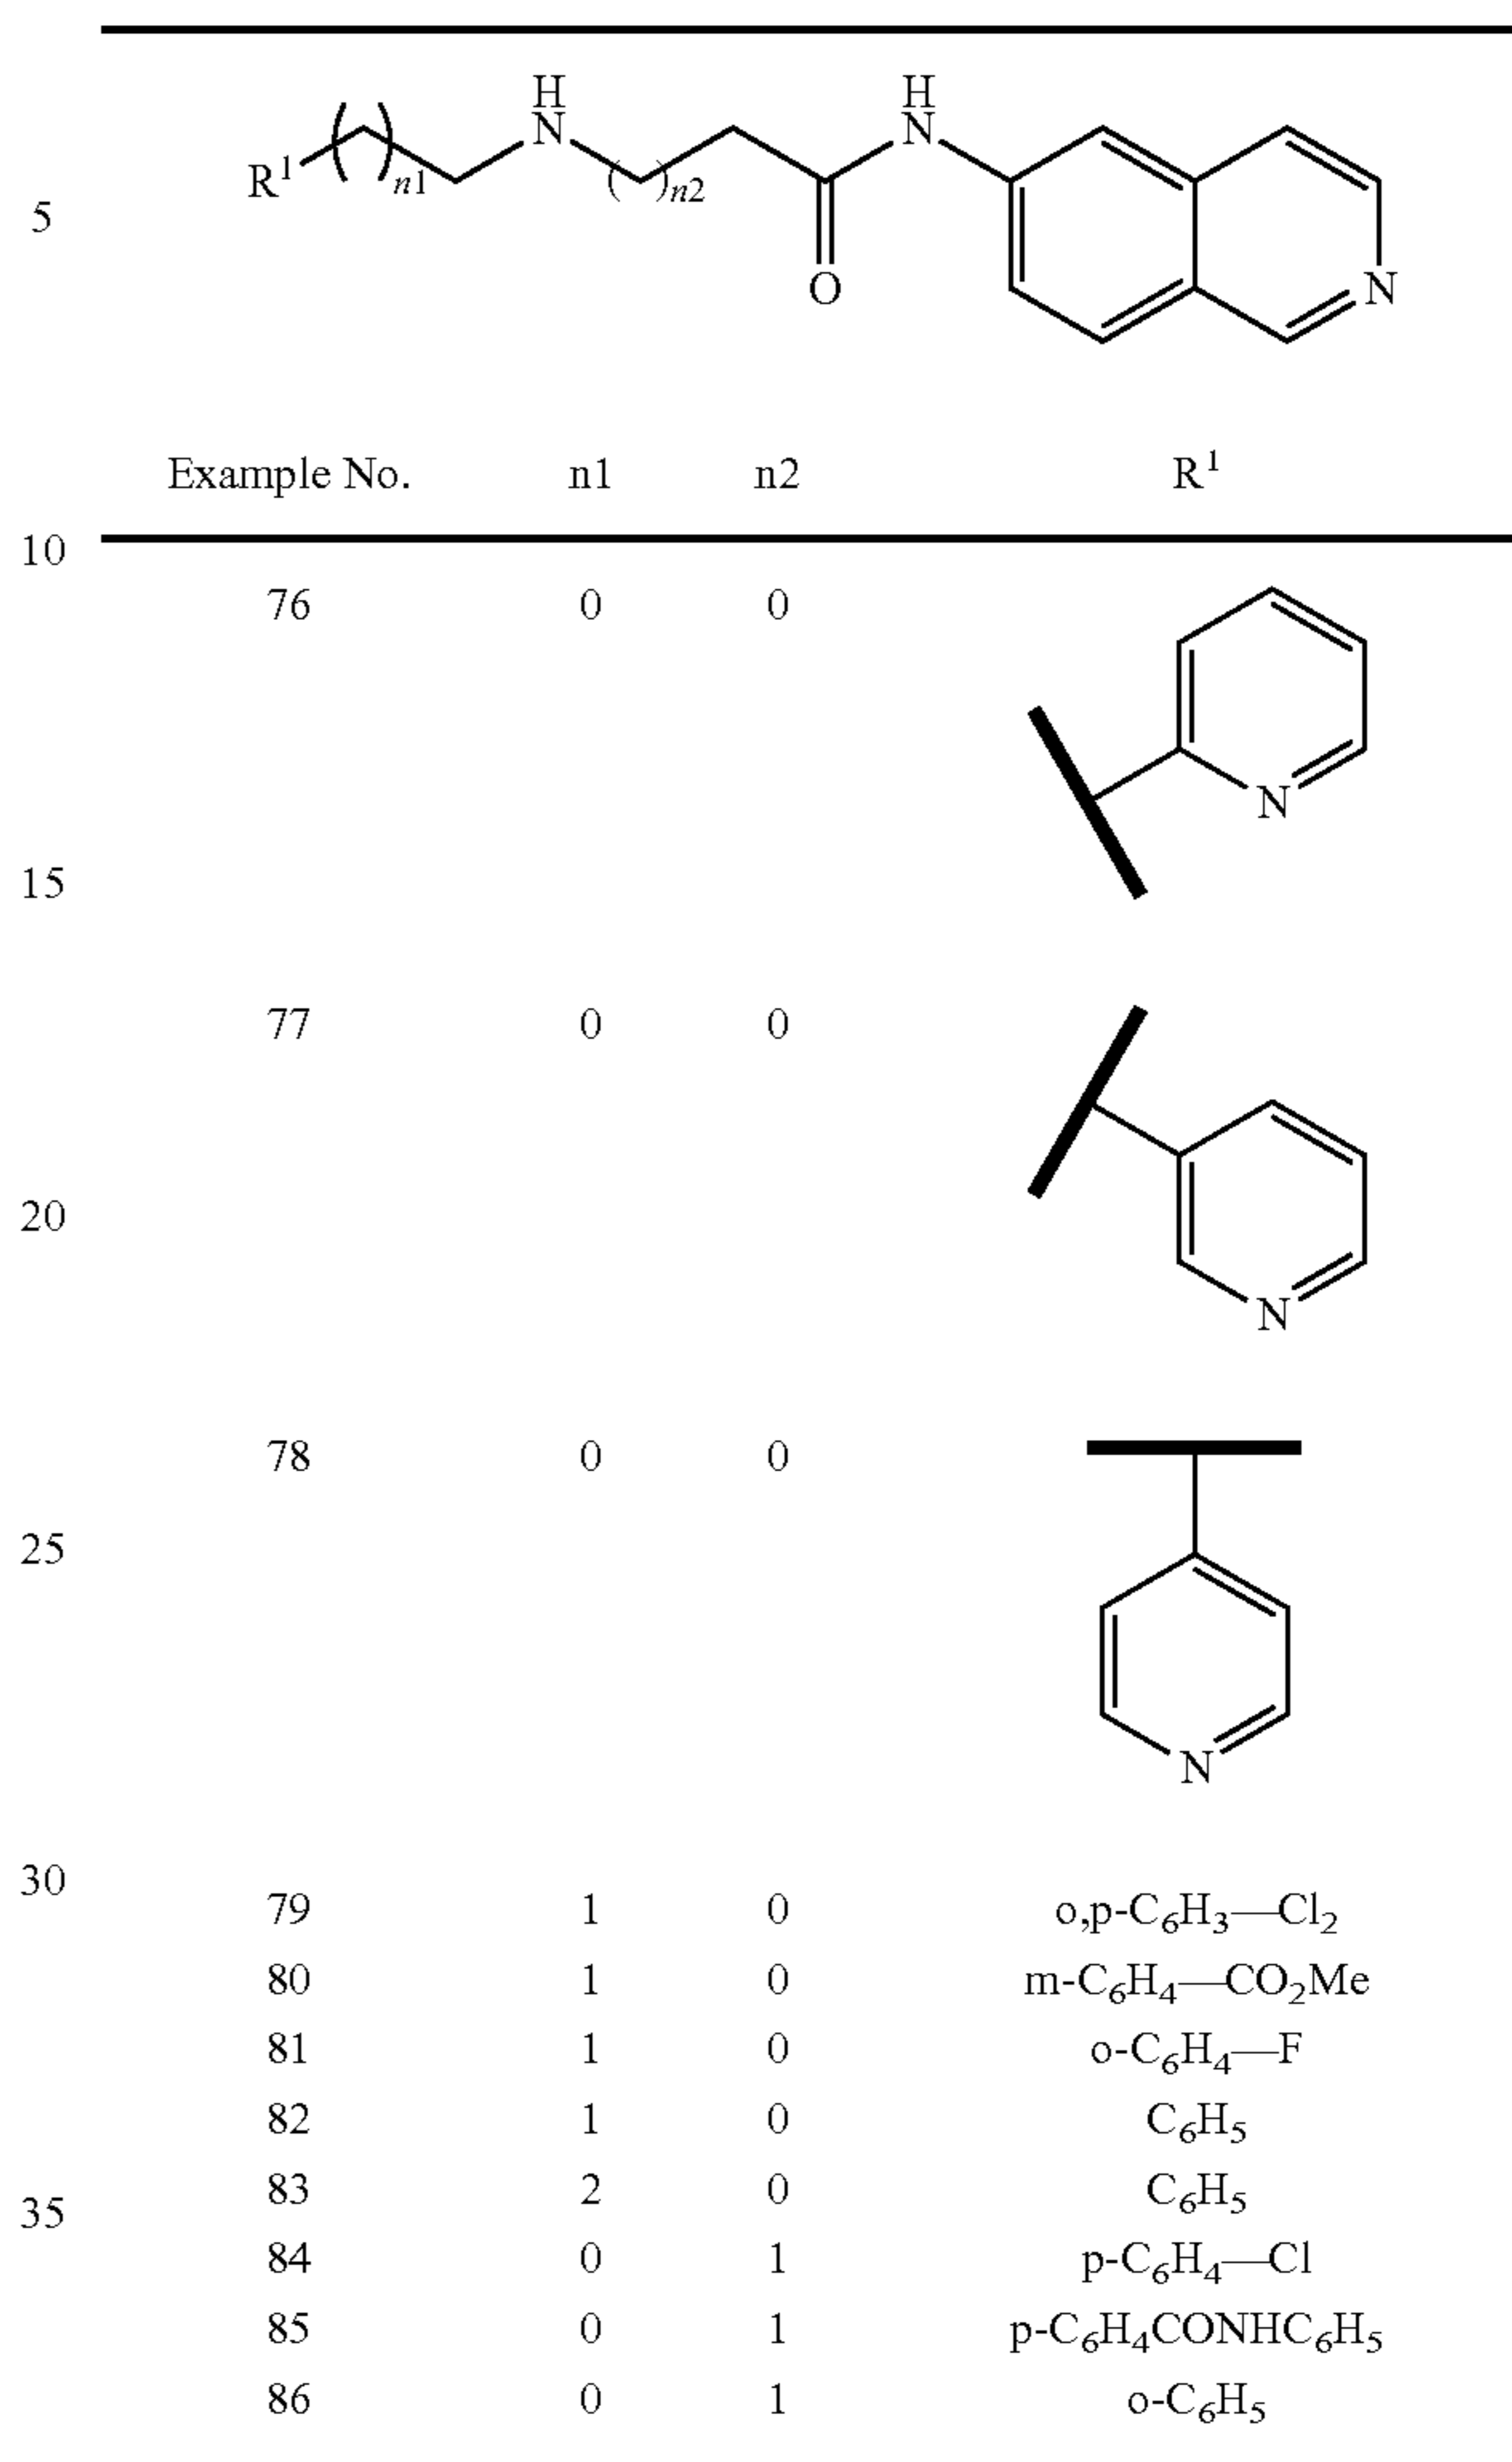 H H
N N
R¹ ( )n1 ( )n2
5
O N
Example No. n1 n2 R¹
10
76 0 0
N
15
77 0 0
20
N
78 0 0
25
N
30
79 1 0 o,p-C₆H₃—Cl₂
80 1 0 m-C₆H₄—CO₂Me
81 1 0 o-C₆H₄—F
82 1 0 C₆H₅
83 2 0 C₆H₅
35
84 0 1 p-C₆H₄—Cl
85 0 1 p-C₆H₄CONHC₆H₅
86 0 1 o-C₆H₅